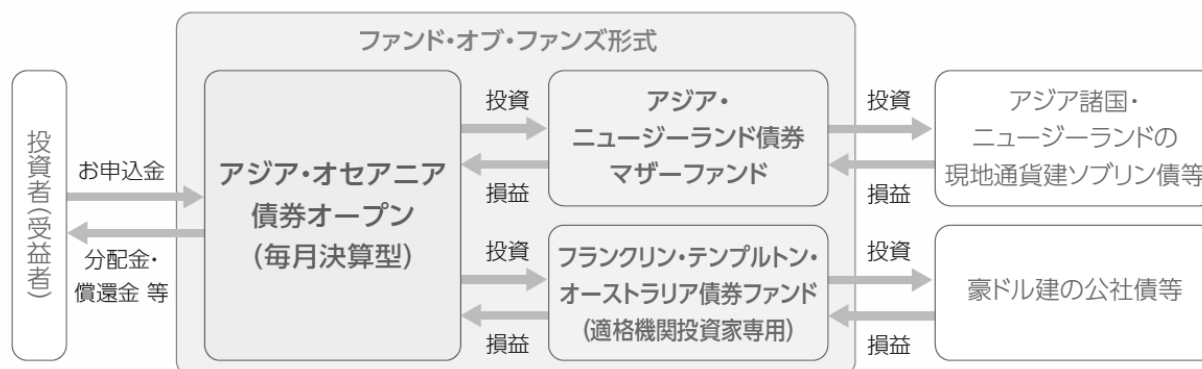 ファンド・オブ・ファンズ形式
投資者(受益者)
お申込金
分配金・
償還金 等
アジア・オセアニア
債券オープン
(毎月決算型)
投資
損益
アジア・
ニュージーランド債券
マザーファンド
投資
損益
アジア諸国・
ニュージーランドの
現地通貨建ソブリン債等
投資
損益
フランクリン・テンプルトン・
オーストラリア債券ファンド
(適格機関投資家専用)
投資
損益
豪ドル建の公社債等